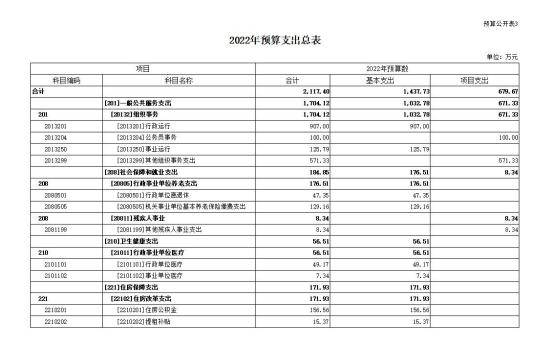 预算公开表3
2022年预算支出总表
单位：万元
项目 2022年预算数
科目编码 科目名称 合计 基本支出 项目支出
合计 2,117.40 1,437.73 679.67
[201]一般公共服务支出 1,704.12 1,032.78 671.33
201 [20132]组织事务 1,704.12 1,032.78 671.33
2013201 [2013201]行政运行 907.00 907.00
2013204 [2013204]公务员事务 100.00 100.00
2013250 [2013250]事业运行 125.79 125.79
2013299 [2013299]其他组织事务支出 571.33 571.33
[208]社会保障和就业支出 184.85 176.51 8.34
208 [20805]行政事业单位养老支出 176.51 176.51
2080501 [2080501]行政单位离退休 47.35 47.35
2080505 [2080505]机关事业单位基本养老保险缴费支出 129.16 129.16
208 [20811]残疾人事业 8.34 8.34
2081199 [2081199]其他残疾人事业支出 8.34 8.34
[210]卫生健康支出 56.51 56.51
210 [21011]行政事业单位医疗 56.51 56.51
2101101 [2101101]行政单位医疗 49.17 49.17
2101102 [2101102]事业单位医疗 7.34 7.34
[221]住房保障支出 171.93 171.93
221 [22102]住房改革支出 171.93 171.93
2210201 [2210201]住房公积金 156.56 156.56
2210202 [2210202]提租补贴 15.37 15.37